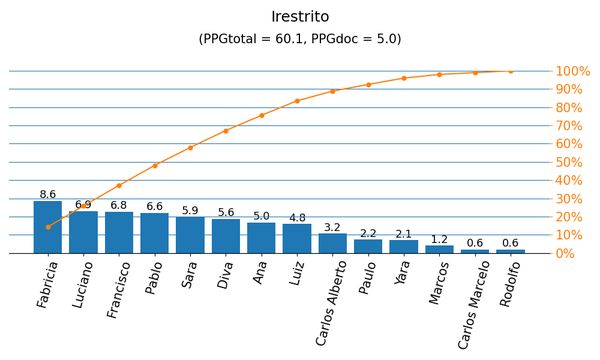 Irestrito
(PPGtotal = 60.1, PPGdoc = 5.0)
100%
90%
80%
70%
60%
50%
40%
30%
20%
10%
0%
8.6
6.9
6.8
6.6
5.9
5.6
5.0
4.8
3.2
2.2
2.1
1.2
0.6
0.6
Fabricia
Luciano
Francisco
Pablo
Sara
Diva
Ana
Luiz
Carlos Alberto
Paulo
Yara
Marcos
Carlos Marcelo
Rodolfo